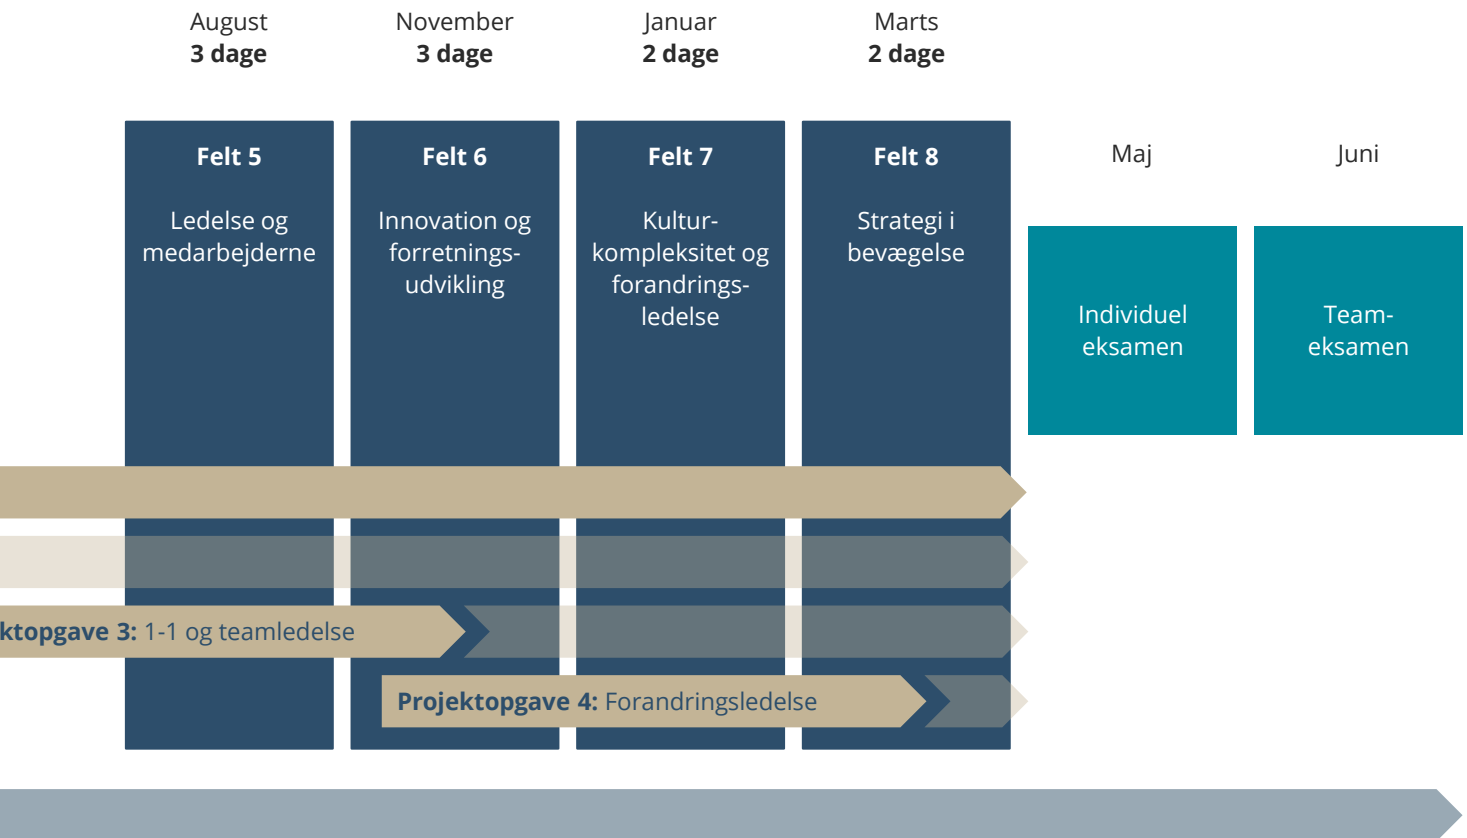 August
3 dage
November
3 dage
Januar
2 dage
Marts
2 dage
Felt 5
Ledelse og
medarbejderne
Felt 6
Innovation og
forretnings-
udvikling
Felt 7
Kultur-
kompleksitet og
forandrings-
ledelse
Felt 8
Strategi i
bevægelse
Maj
Individuel
eksamen
Juni
Team-
eksamen
ktopgave 3: 1-1 og teamledelse
Projektopgave 4: Forandringsledelse